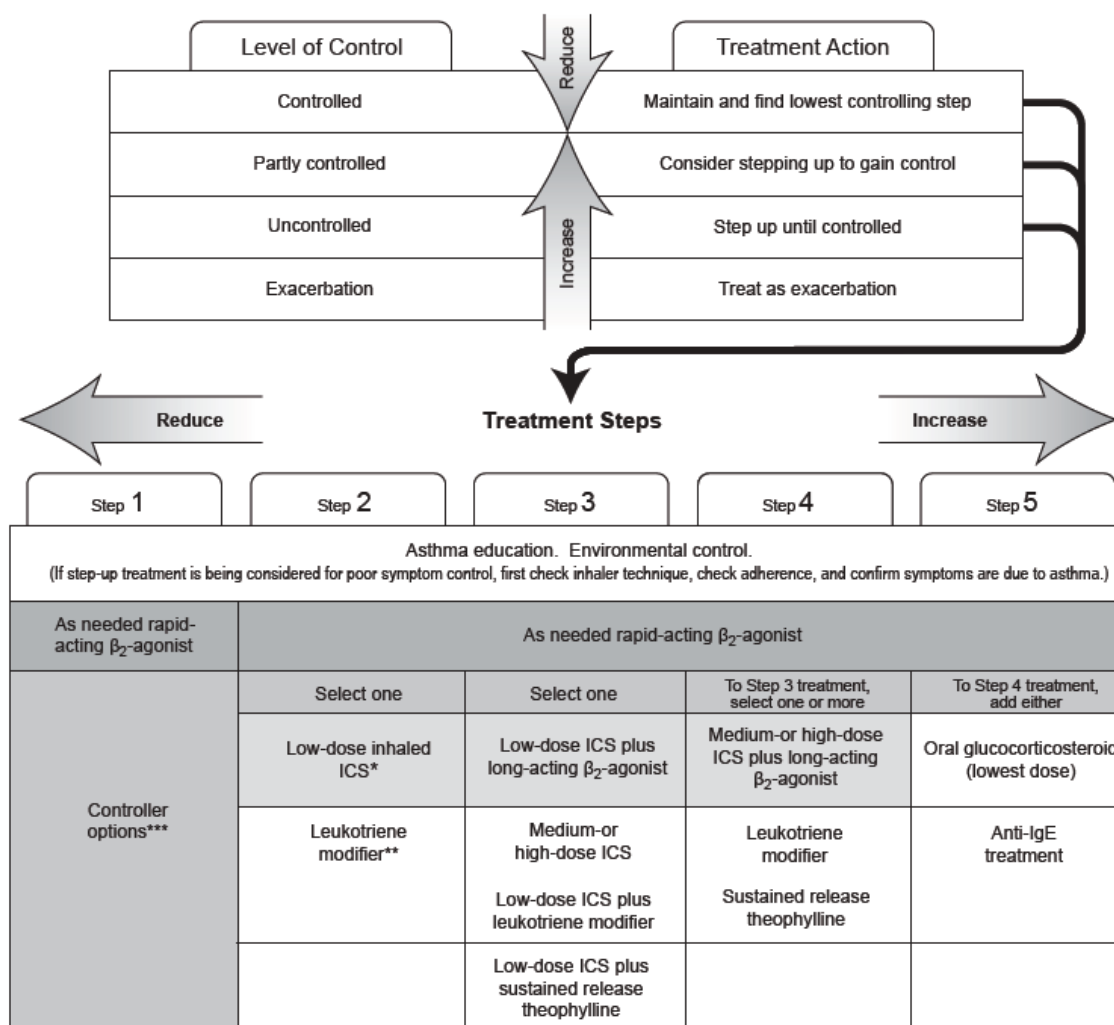 Level of Control
Reduce
Treatment Action
Controlled
Maintain and find lowest controlling step
Partly controlled
Consider stepping up to gain control
Uncontrolled
Increase
Step up until controlled
Exacerbation
Treat as exacerbation
Reduce
Treatment Steps
Increase
Step 1
Step 2
Step 3
Step 4
Step 5
Asthma education. Environmental control.
(If step-up treatment is being considered for poor symptom control, first check inhaler technique, check adherence, and confirm symptoms are due to asthma.)
As needed rapid-
acting β₂-agonist
As needed rapid-acting β₂-agonist
Controller
options***
Select one
Select one
To Step 3 treatment,
select one or more
To Step 4 treatment,
add either
Low-dose inhaled
ICS*
Low-dose ICS plus
long-acting β₂-agonist
Medium-or high-dose
ICS plus long-acting
β₂-agonist
Oral glucocorticosteroid
(lowest dose)
Leukotriene
modifier**
Medium-or
high-dose ICS
Leukotriene
modifier
Anti-IgE
treatment
Low-dose ICS plus
leukotriene modifier
Sustained release
theophylline
Low-dose ICS plus
sustained release
theophylline